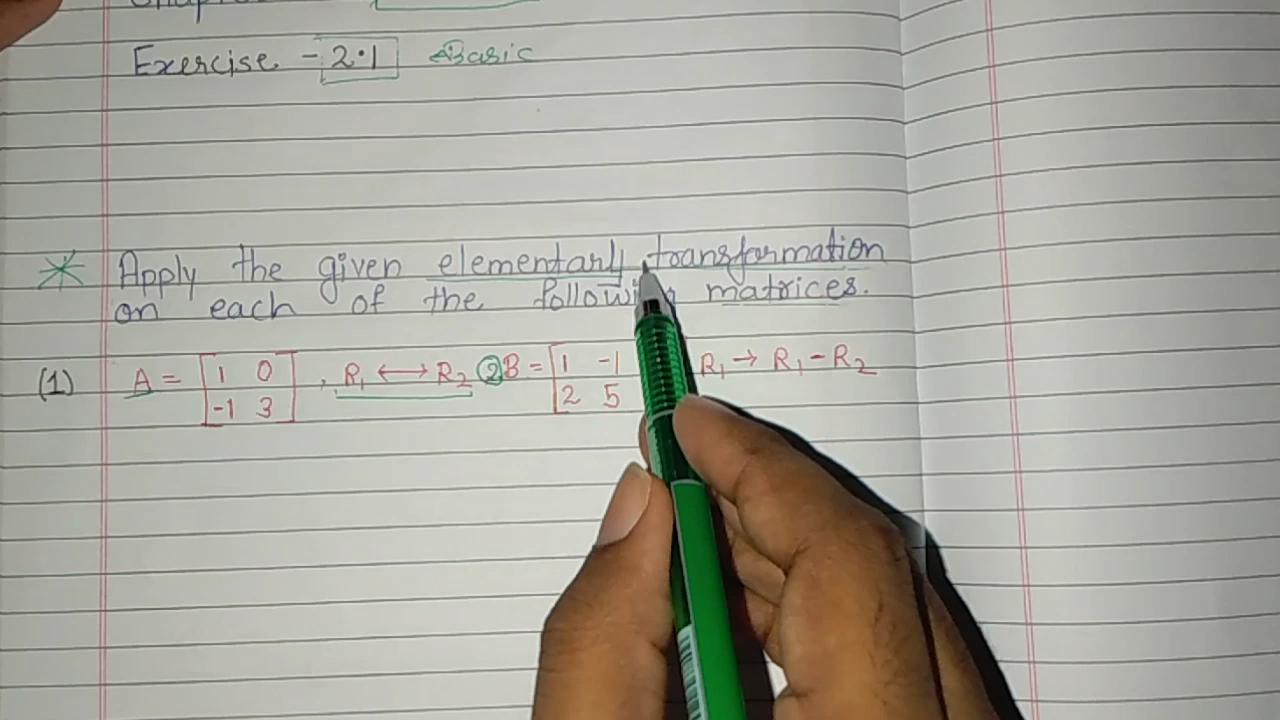 Exercise - 2.1 Basic
* Apply the given elementary transformation
on each of the following matrices.
(1) A = [1 0 , R₁ ⟷ R₂ ② B = [1 -1 R₁ → R₁ - R₂
-1 3] 2 5